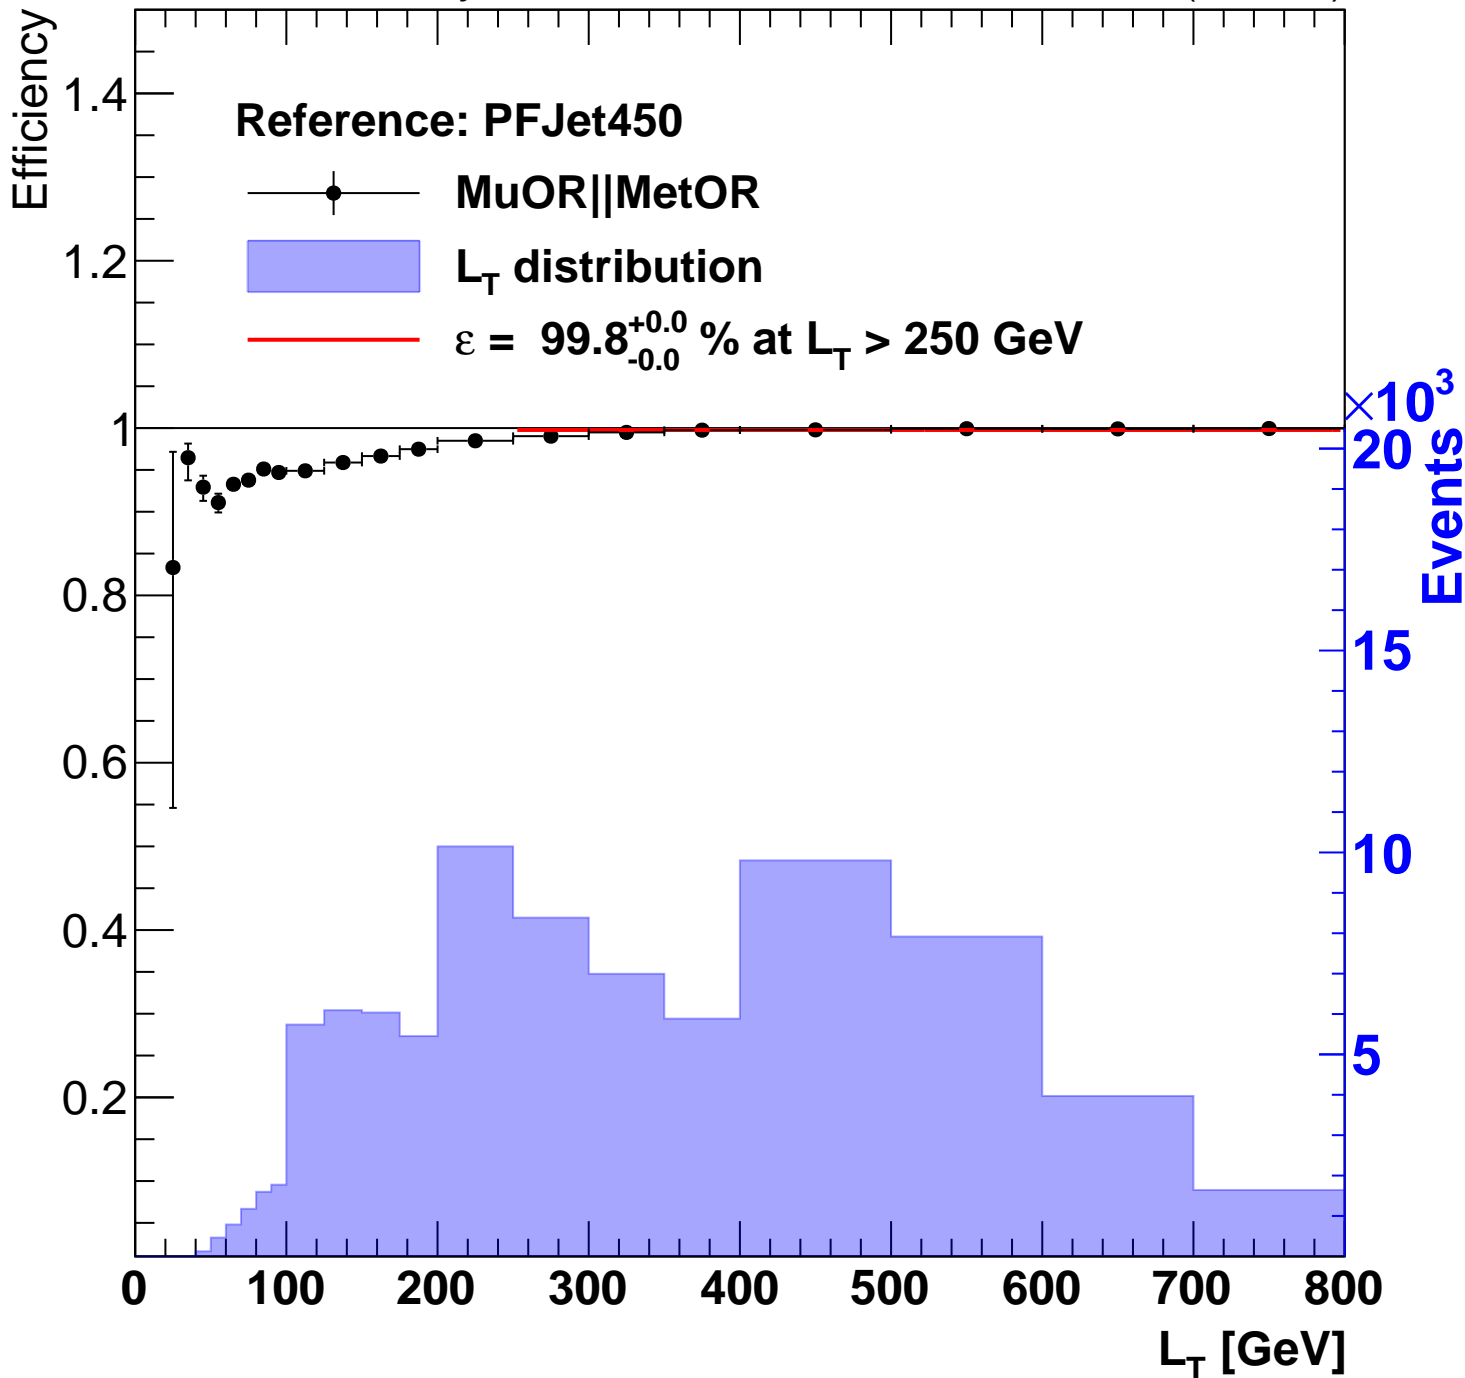 Efficiency
1.4
1.2
1
0.8
0.6
0.4
0.2
Reference: PFJet450
MuOR||MetOR
L_T distribution
ε = 99.8 +0.0 -0.0 % at L_T > 250 GeV
×10³
20
15
10
5
Events
0 100 200 300 400 500 600 700 800
L_T [GeV]